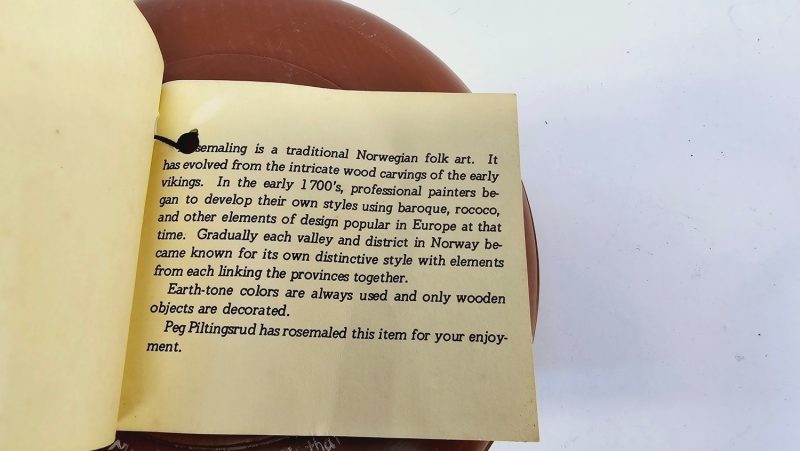 semaling is a traditional Norwegian folk art. It
has evolved from the intricate wood carvings of the early
vikings. In the early 1700's, professional painters be-
gan to develop their own styles using baroque, rococo,
and other elements of design popular in Europe at that
time. Gradually each valley and district in Norway be-
came known for its own distinctive style with elements
from each linking the provinces together.
Earth-tone colors are always used and only wooden
objects are decorated.
Peg Piltingsrud has rosemaled this item for your enjoy-
ment.